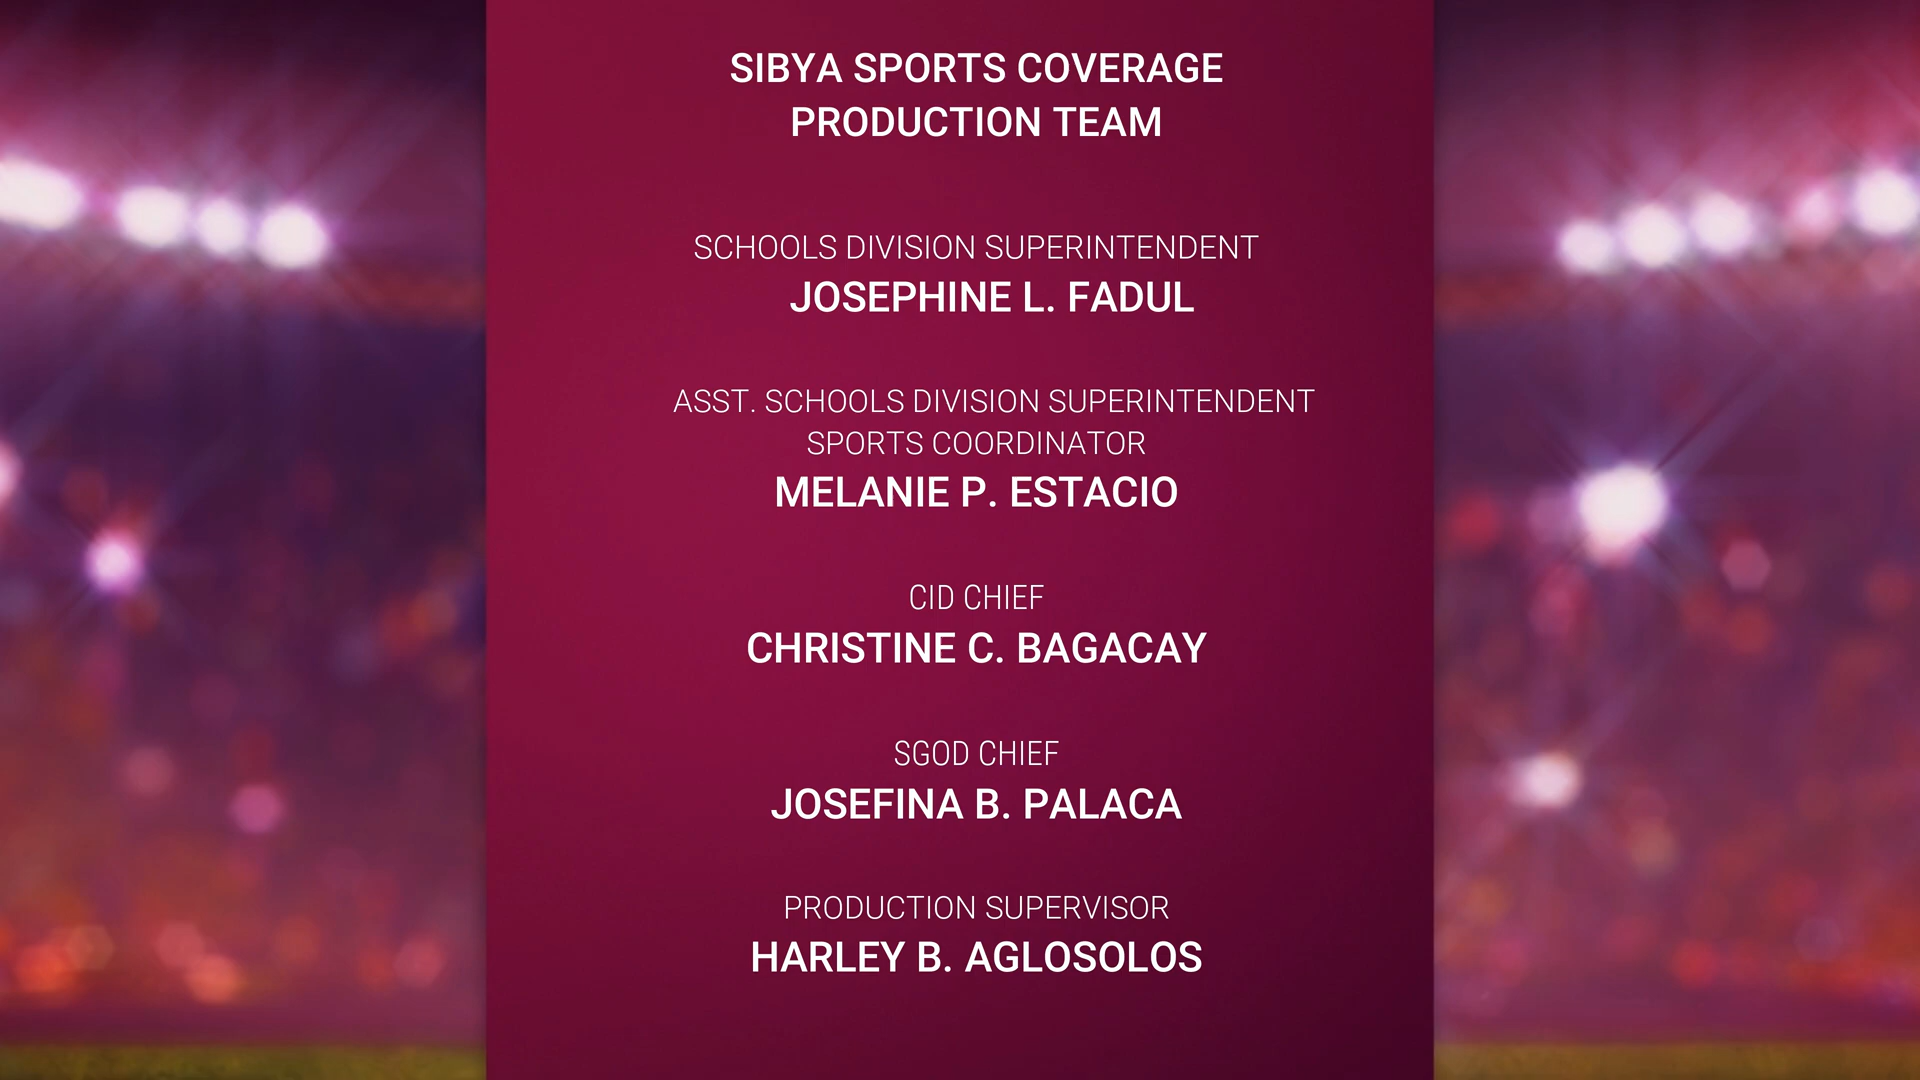 SIBYA SPORTS COVERAGE
PRODUCTION TEAM
SCHOOLS DIVISION SUPERINTENDENT
JOSEPHINE L. FADUL
ASST. SCHOOLS DIVISION SUPERINTENDENT
SPORTS COORDINATOR
MELANIE P. ESTACIO
CID CHIEF
CHRISTINE C. BAGACAY
SGOD CHIEF
JOSEFINA B. PALACA
PRODUCTION SUPERVISOR
HARLEY B. AGLOSOLOS